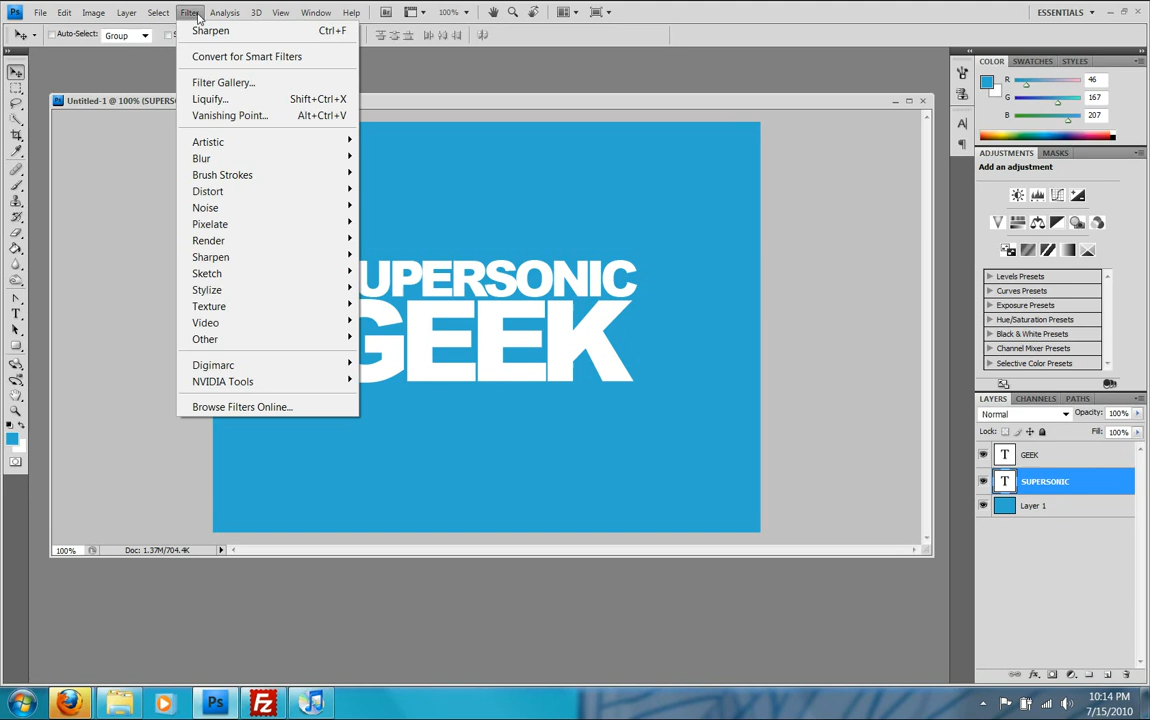 Ps File Edit Image Layer Select Filter Analysis 3D View Window Help Br 100% ESSENTIALS
Auto-Select: Group
Sharpen Ctrl+F
Convert for Smart Filters
Filter Gallery...
Liquify... Shift+Ctrl+X
Vanishing Point... Alt+Ctrl+V
Artistic
Blur
Brush Strokes
Distort
Noise
Pixelate
Render
Sharpen
Sketch
Stylize
Texture
Video
Other
Digimarc
NVIDIA Tools
Browse Filters Online...
Untitled-1 @ 100% (SUPERS
UPERSONIC
GEEK
100% Doc: 1.37M/704.4K
COLOR SWATCHES STYLES
R 46
G 167
B 207
ADJUSTMENTS MASKS
Add an adjustment
Levels Presets
Curves Presets
Exposure Presets
Hue/Saturation Presets
Black & White Presets
Channel Mixer Presets
Selective Color Presets
LAYERS CHANNELS PATHS
Normal Opacity: 100%
Lock: Fill: 100%
T GEEK
T SUPERSONIC
Layer 1
Ps Fz
10:14 PM
7/15/2010